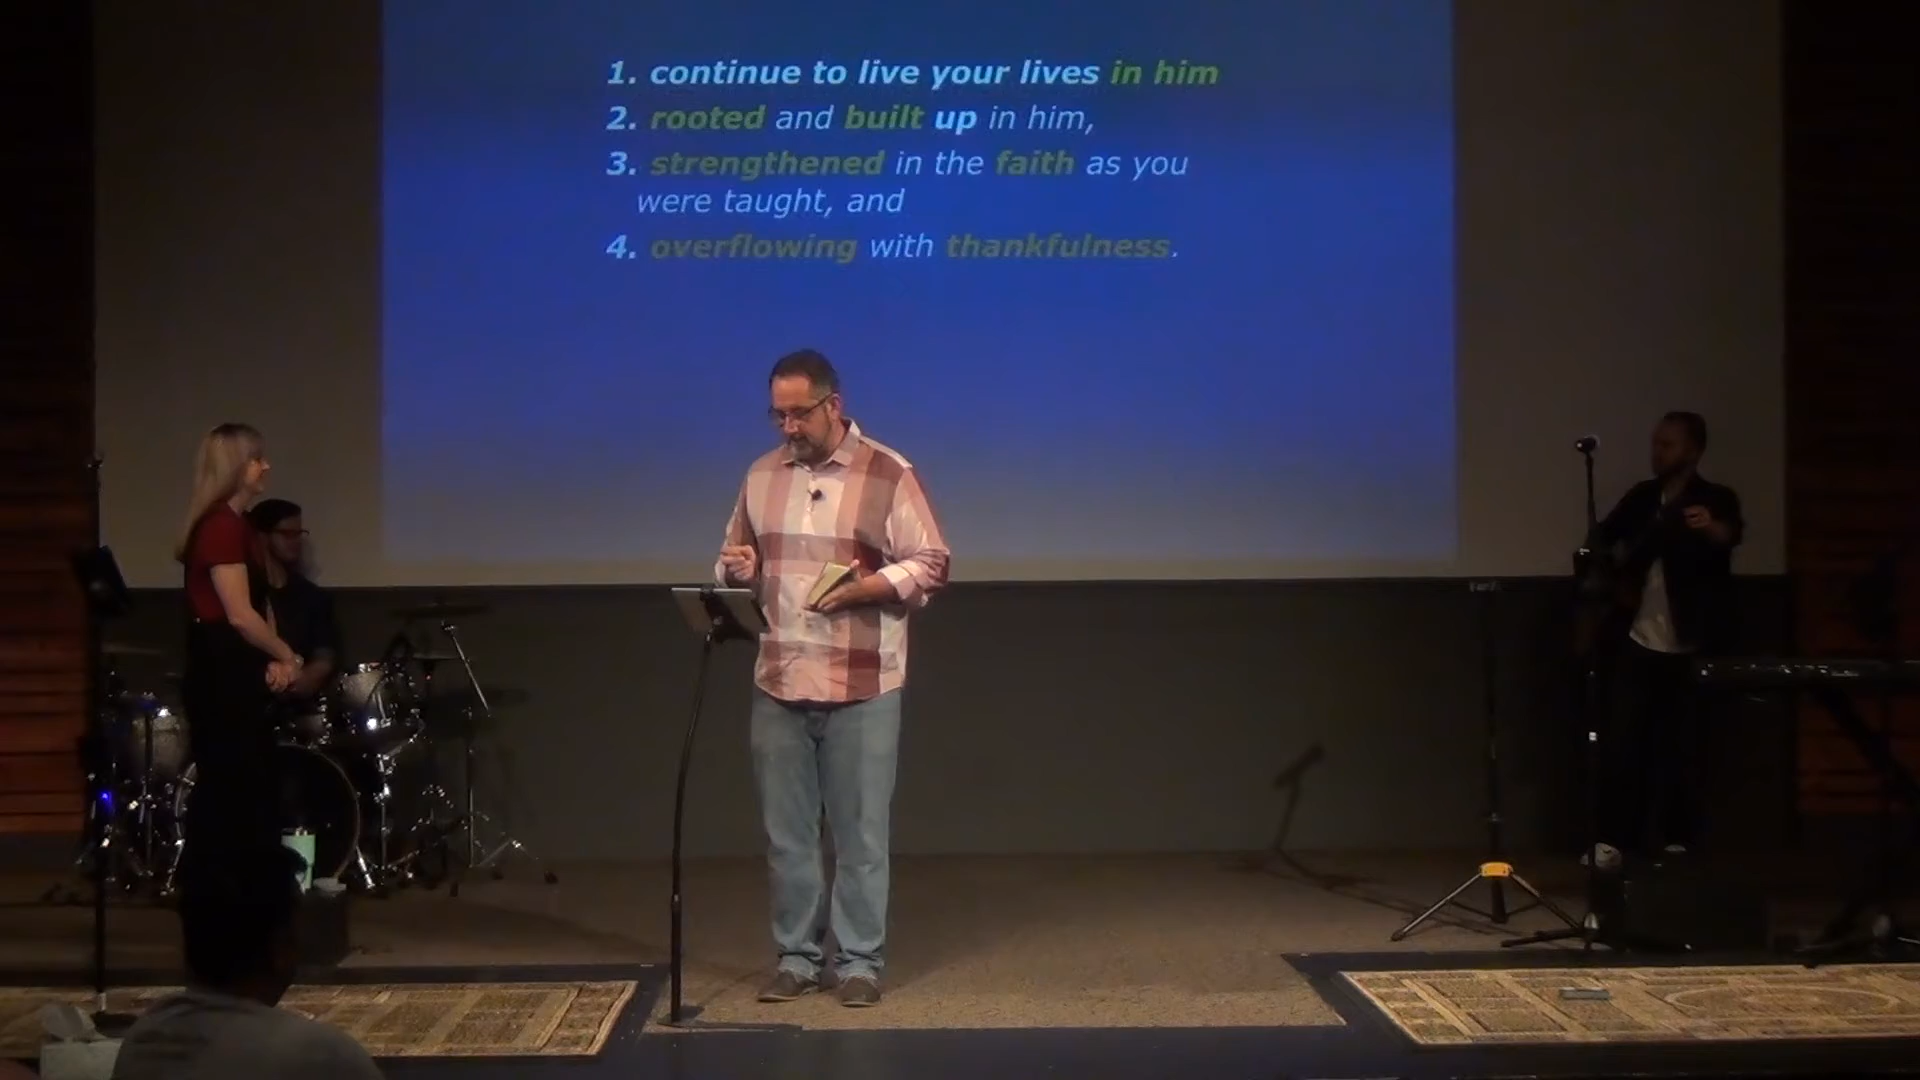 1. continue to live your lives in him
2. rooted and built up in him,
3. strengthened in the faith as you
were taught, and
4. overflowing with thankfulness.